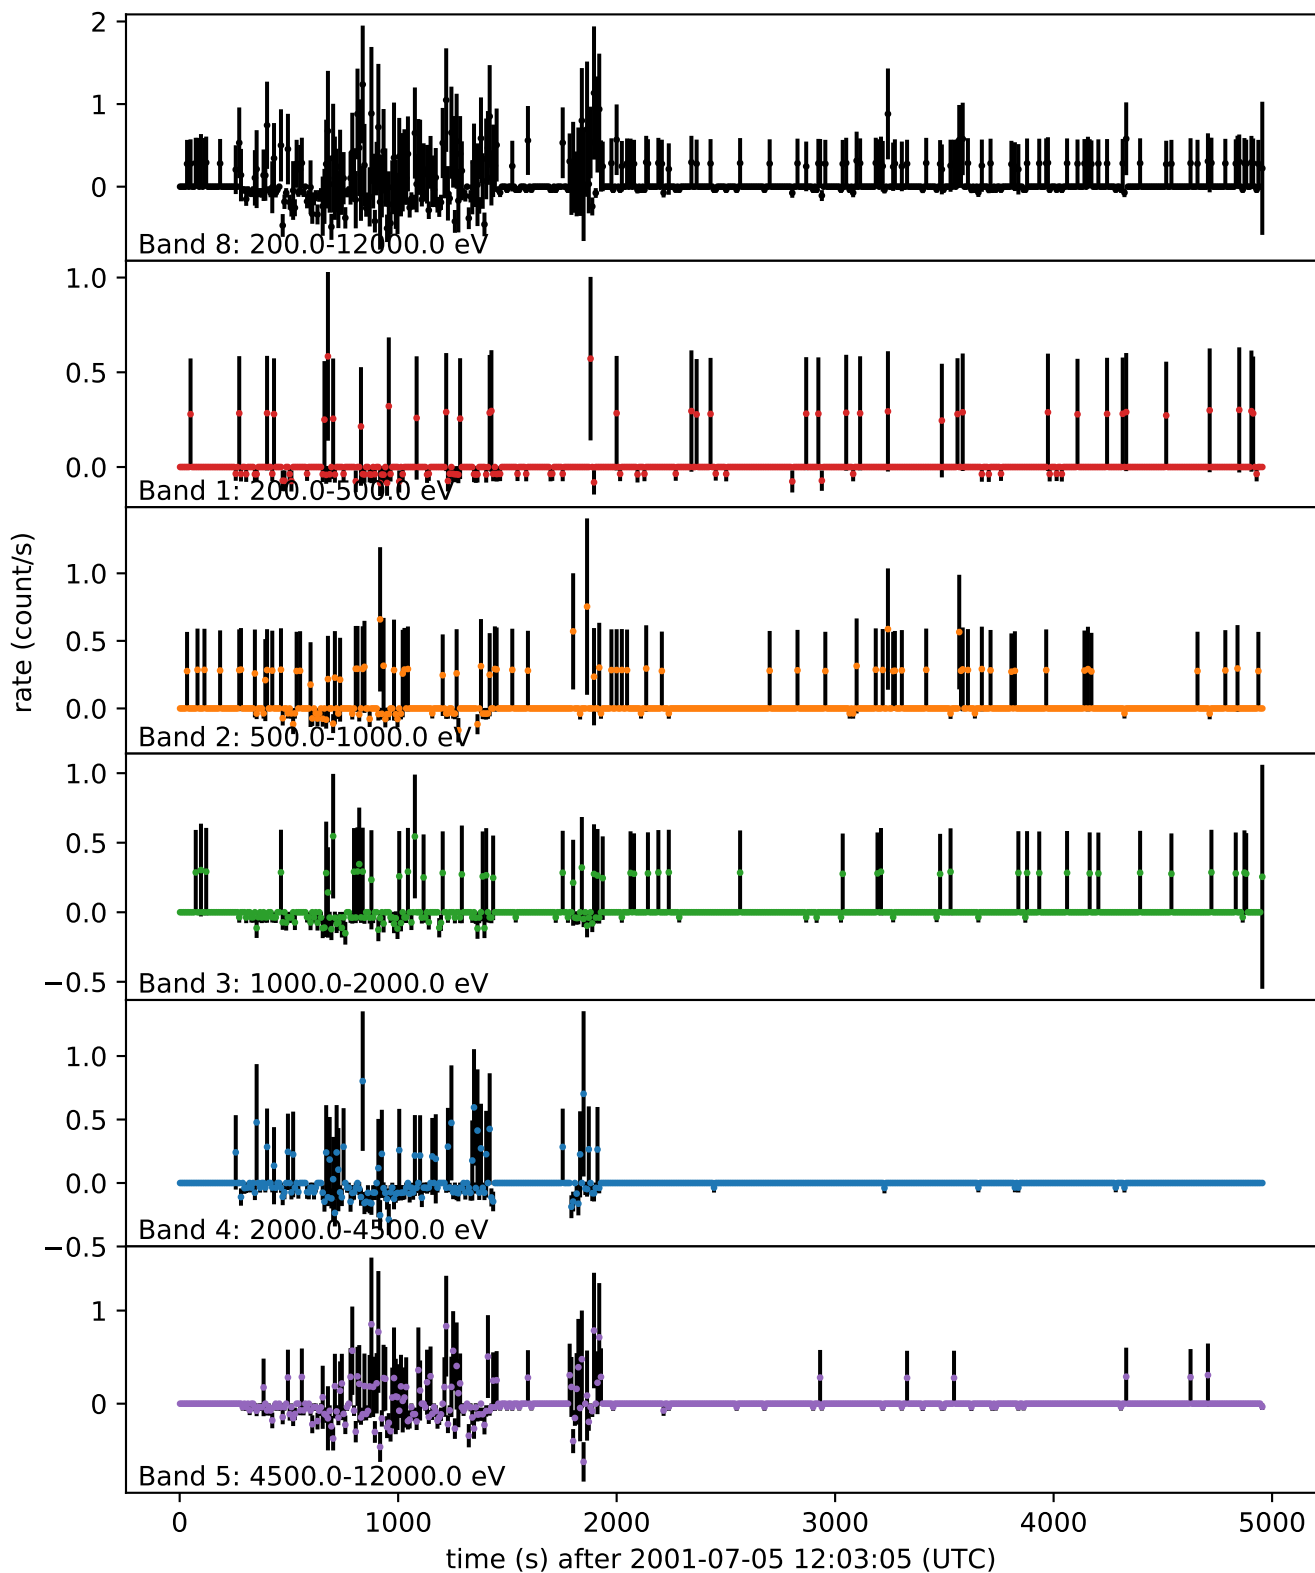 2
1
0
Band 8: 200.0-12000.0 eV
1.0
0.5
0.0
Band 1: 200.0-500.0 eV
rate (count/s)
1.0
0.5
0.0
Band 2: 500.0-1000.0 eV
1.0
0.5
0.0
−0.5
Band 3: 1000.0-2000.0 eV
1.0
0.5
0.0
−0.5
Band 4: 2000.0-4500.0 eV
1
0
Band 5: 4500.0-12000.0 eV
0 1000 2000 3000 4000 5000
time (s) after 2001-07-05 12:03:05 (UTC)